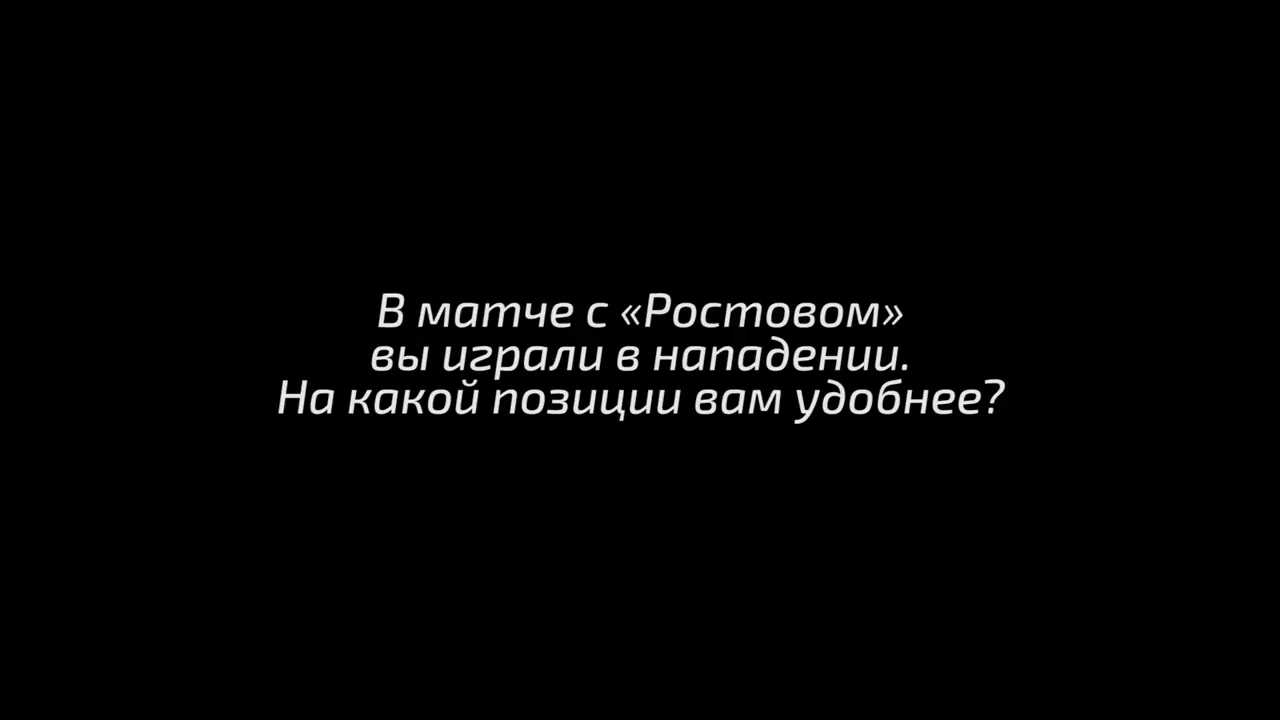 В матче с «Ростовом»
вы играли в нападении.
На какой позиции вам удобнее?